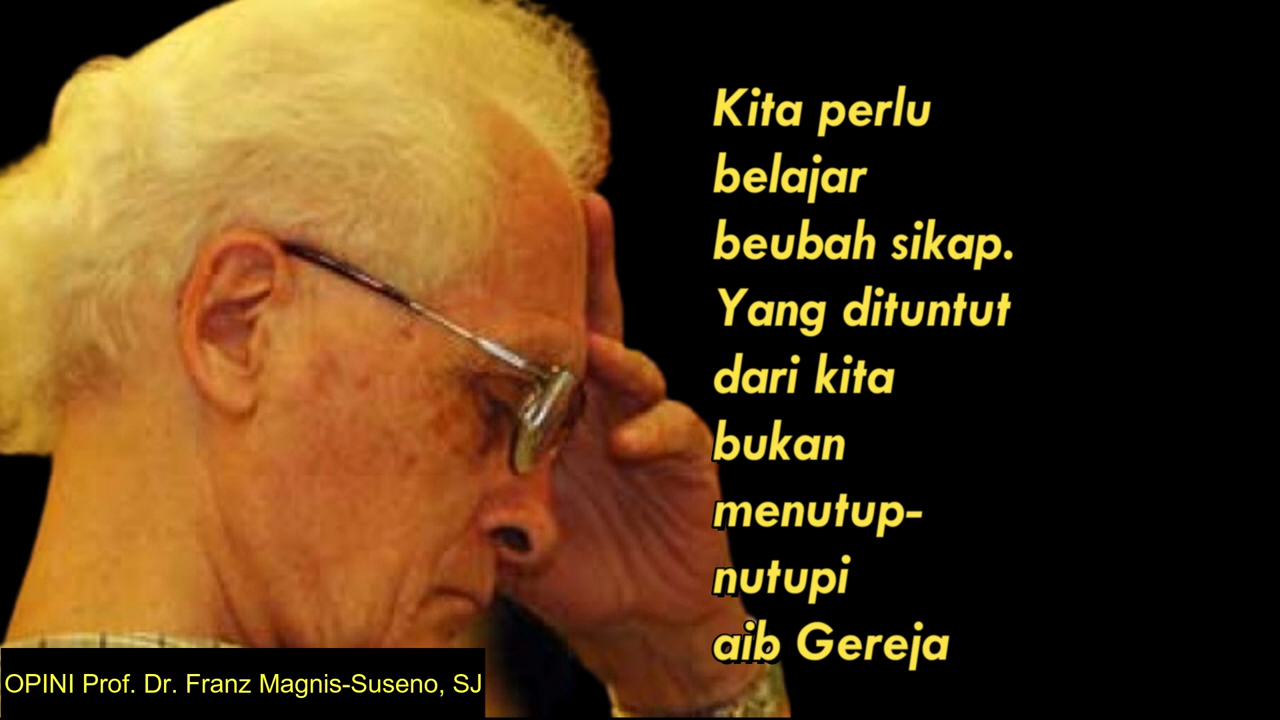 Kita perlu
belajar
beubah sikap.
Yang dituntut
dari kita
bukan
menutup-
nutupi
aib Gereja
OPINI Prof. Dr. Franz Magnis-Suseno, SJ